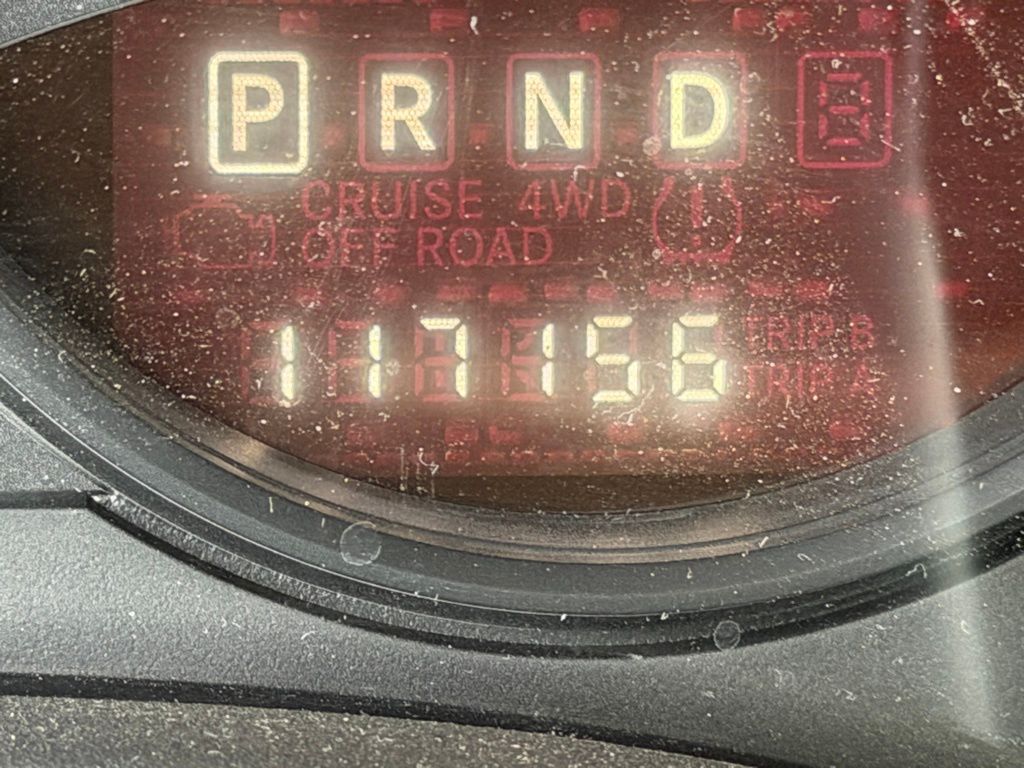 P R N D
CRUISE 4WD
OFF ROAD
117156
TRIP B
TRIP A